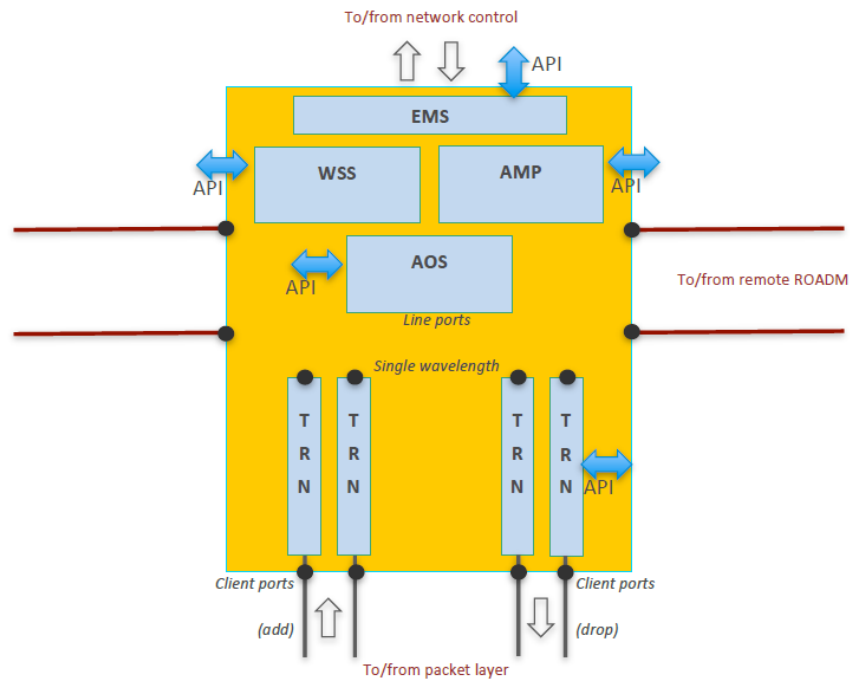 To/from network control
API
EMS
WSS
AMP
API
API
AOS
API
To/from remote ROADM
Line ports
Single wavelength
T
R
N
T
R
N
T
R
N
T
R
N
API
Client ports
Client ports
(add)
(drop)
To/from packet layer